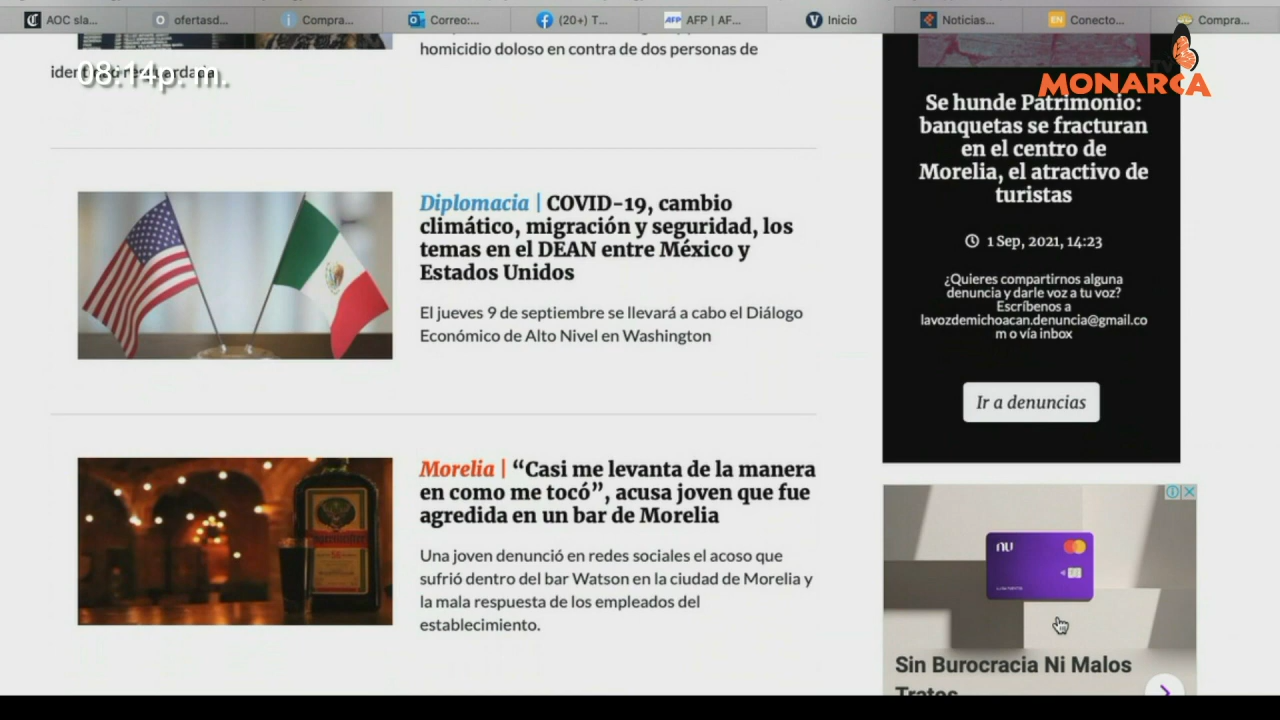 AOC sla...
ofertasd...
Compra...
Correo:...
(20+) T...
AFP
AFP | AF...
Inicio
Noticias...
EN
Conecto...
Compra...
homicidio doloso en contra de dos personas de
08:14p. m.
MONARCA
Se hunde Patrimonio:
banquetas se fracturan
en el centro de
Morelia, el atractivo de
turistas
1 Sep, 2021, 14:23
¿Quieres compartirnos alguna
denuncia y darle voz a tu voz?
Escríbenos a
lavozdemichoacan.denuncia@gmail.co
m o vía inbox
Ir a denuncias
Diplomacia | COVID-19, cambio
climático, migración y seguridad, los
temas en el DEAN entre México y
Estados Unidos
El jueves 9 de septiembre se llevará a cabo el Diálogo
Económico de Alto Nivel en Washington
Morelia | “Casi me levanta de la manera
en como me tocó”, acusa joven que fue
agredida en un bar de Morelia
Una joven denunció en redes sociales el acoso que
sufrió dentro del bar Watson en la ciudad de Morelia y
la mala respuesta de los empleados del
establecimiento.
nu
Sin Burocracia Ni Malos
Tratos